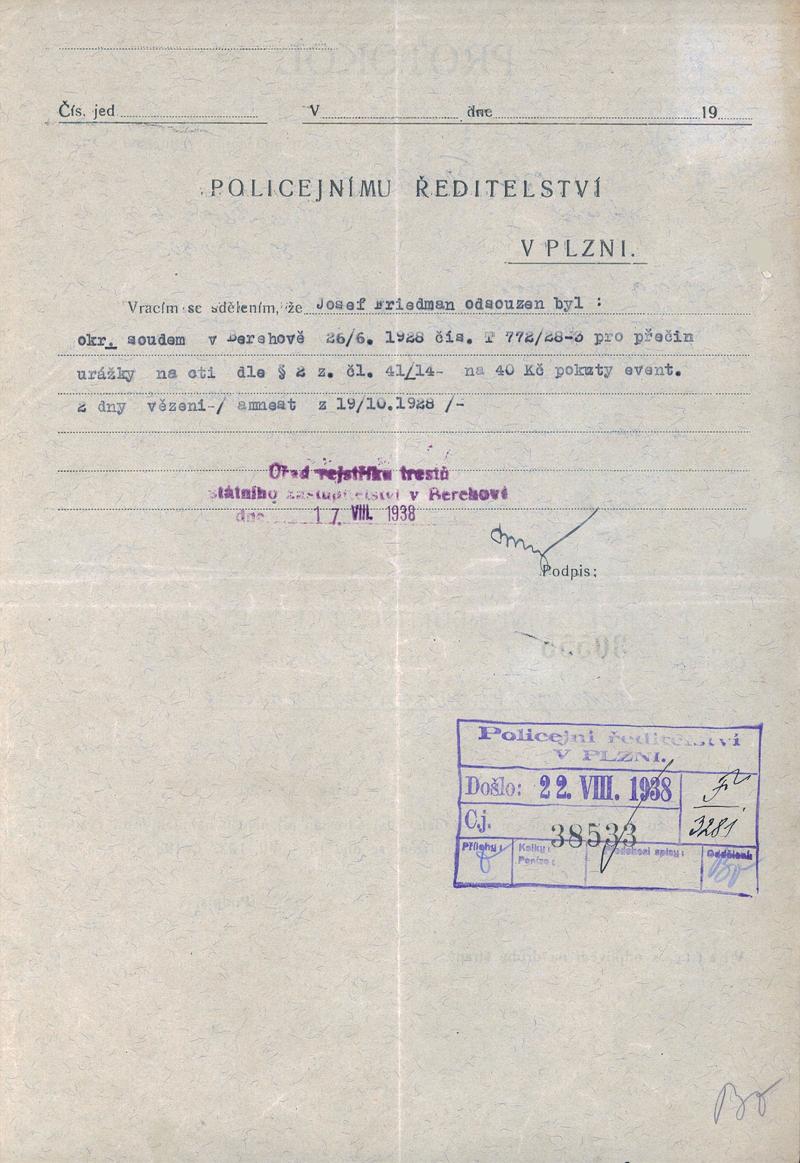 Čís. jed V dne 19
POLICEJNÍMU ŘEDITELSTVÍ
V PLZNI.
Vracím se sdělením, že Josef Friedman odsouzen byl :
okr. soudem v Berehově 26/6. 1928 čís. T 772/28-3 pro přečin
urážky na cti dle § 2 z. čl. 41/14- na 40 Kč pokuty event.
2 dny vězení-/ amnest z 19/10.1928 /-
Úřad rejstříku trestů
státního zastupitelství v Berehově
dne 17. VIII. 1938
Podpis:
Policejní ředitelství
V PLZNI.
Došlo: 22. VIII. 1938
Č.j. 38533
3281
Přílohy: Kolky: spisy: Oddělení
Peníze: